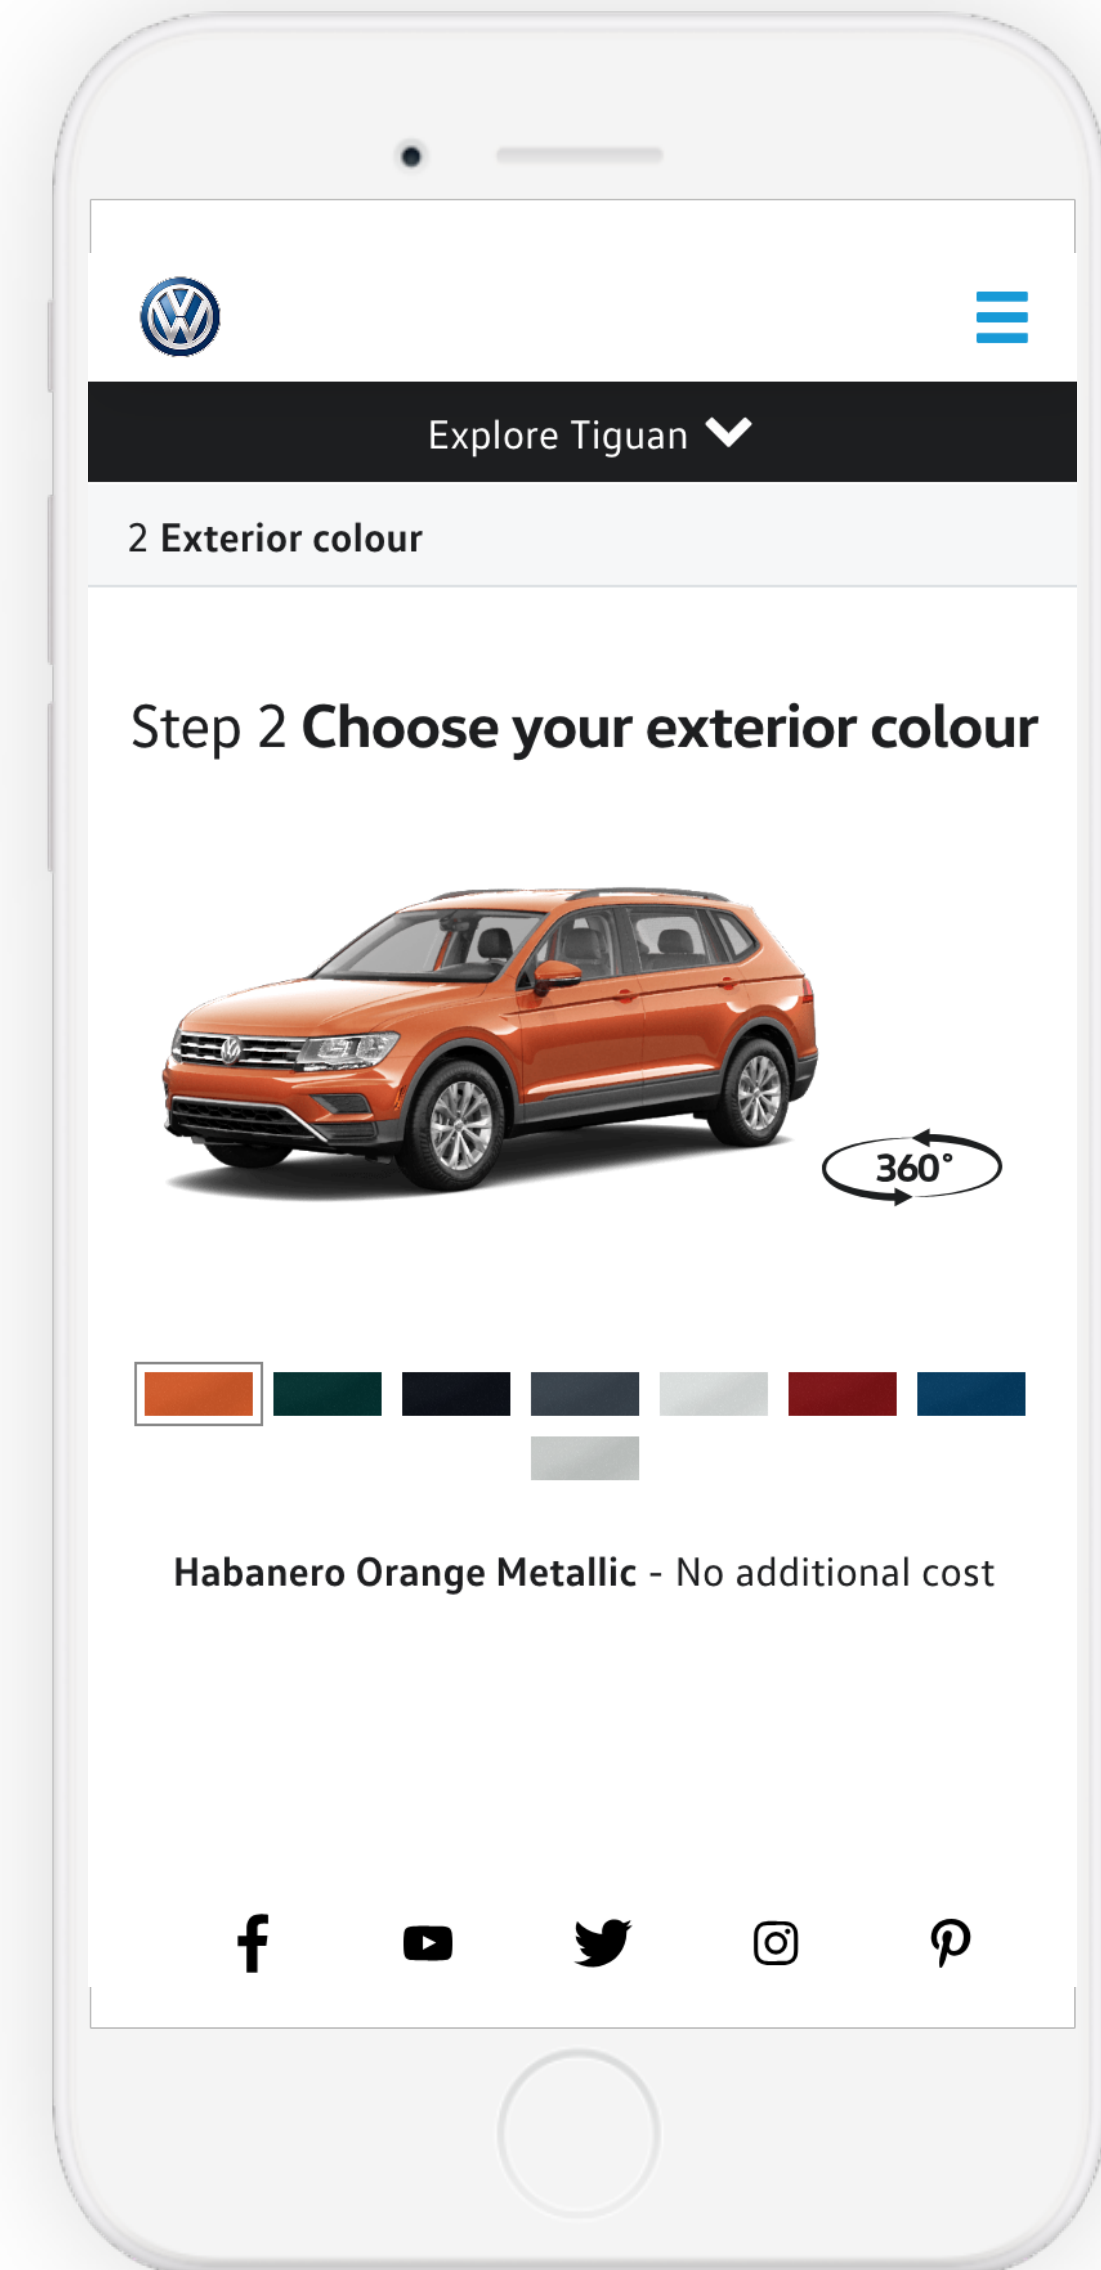 Explore Tiguan
2 Exterior colour
Step 2 Choose your exterior colour
360°
Habanero Orange Metallic - No additional cost